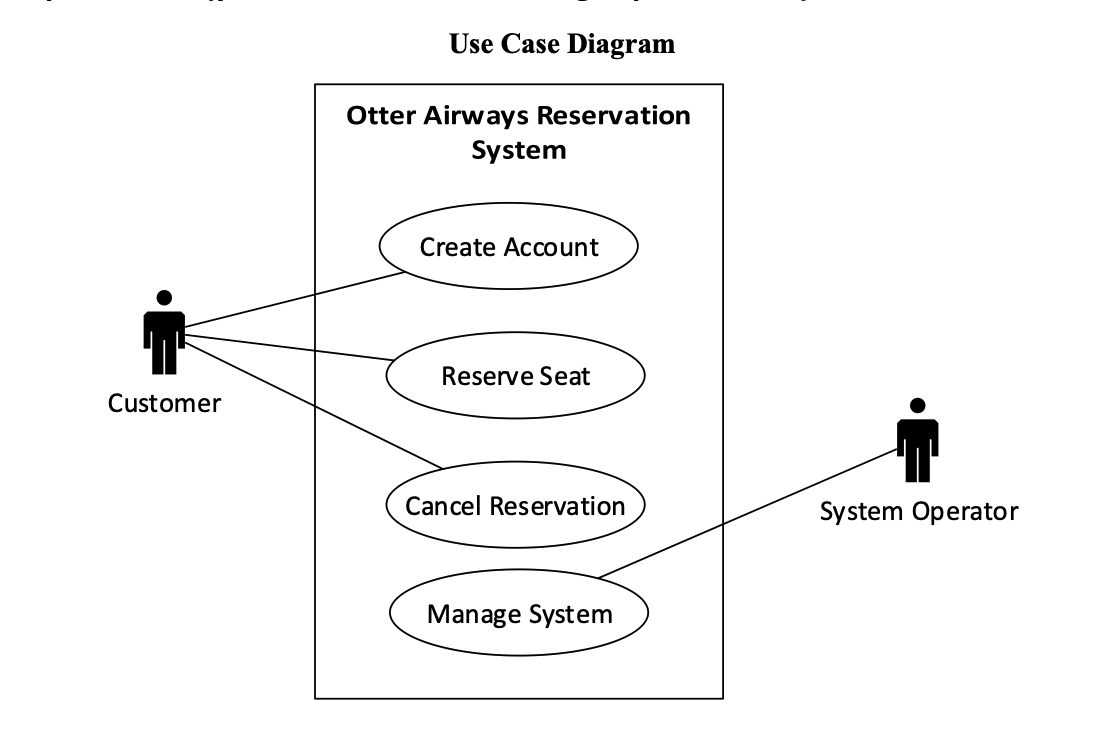 Use Case Diagram
Otter Airways Reservation
System
Create Account
Reserve Seat
Customer
Cancel Reservation
System Operator
Manage System